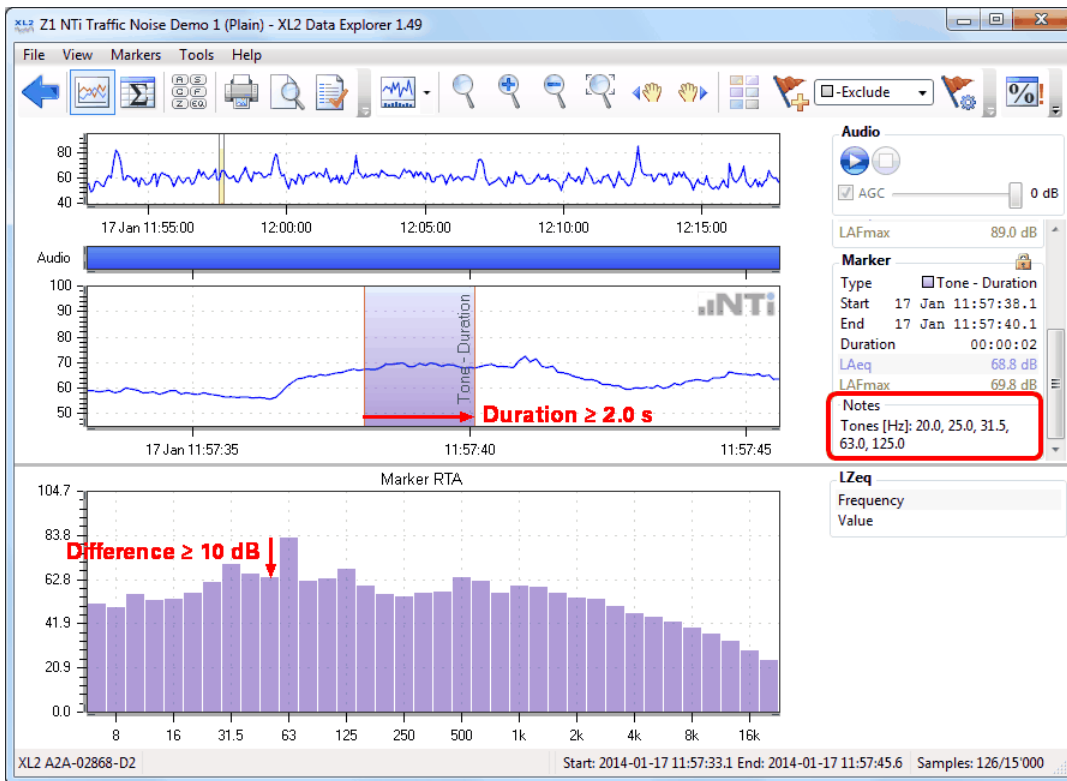 XL2 Z1 NTi Traffic Noise Demo 1 (Plain) - XL2 Data Explorer 1.49
File View Markers Tools Help
A S
F C
Z EQ
-Exclude
%!
80
60
40
17 Jan 11:55:00 12:00:00 12:05:00 12:10:00 12:15:00
Audio
100
90
80
70
60
50
NTi
Tone - Duration
Duration ≥ 2.0 s
17 Jan 11:57:35 11:57:40 11:57:45
Audio
AGC 0 dB
LAFmax 89.0 dB
Marker
Type Tone - Duration
Start 17 Jan 11:57:38.1
End 17 Jan 11:57:40.1
Duration 00:00:02
LAeq 68.8 dB
LAFmax 69.8 dB
Notes
Tones [Hz]: 20.0, 25.0, 31.5,
63.0, 125.0
Marker RTA
104.7
83.8
62.8
41.9
20.9
0.0
Difference ≥ 10 dB
8 16 31.5 63 125 250 500 1k 2k 4k 8k 16k
LZeq
Frequency
Value
XL2 A2A-02868-D2 Start: 2014-01-17 11:57:33.1 End: 2014-01-17 11:57:45.6 Samples: 126/15'000